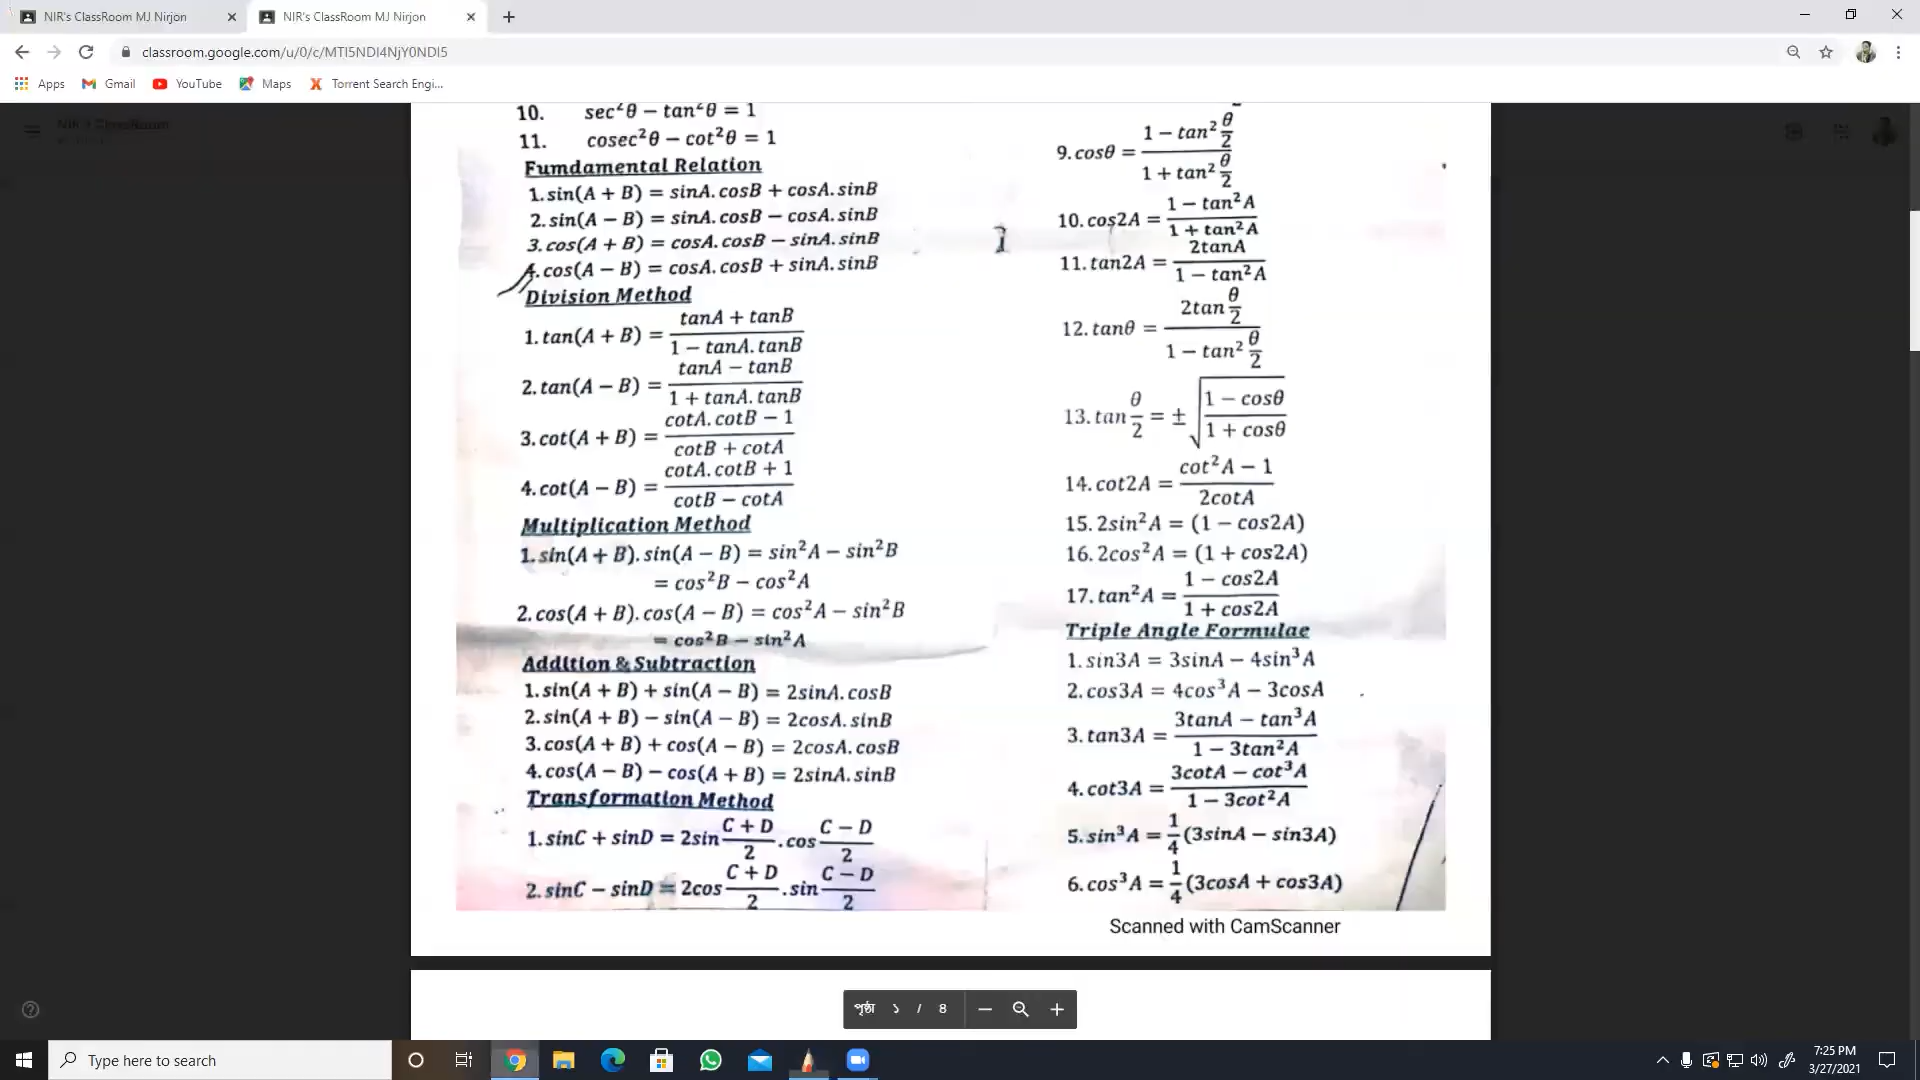 NIR's ClassRoom MJ Nirjon
NIR's ClassRoom MJ Nirjon
classroom.google.com/u/0/c/MTI5NDI4NjY0NDI5
Apps
Gmail
YouTube
Maps
Torrent Search Engi...
NIR's ClassRoom
10. sec²θ − tan²θ = 1
11. cosec²θ − cot²θ = 1
Fumdamental Relation
1. sin(A + B) = sinA. cosB + cosA. sinB
2. sin(A − B) = sinA. cosB − cosA. sinB
3. cos(A + B) = cosA. cosB − sinA. sinB
4. cos(A − B) = cosA. cosB + sinA. sinB
Division Method
1. tan(A + B) = (tanA + tanB)/(1 − tanA. tanB)
2. tan(A − B) = (tanA − tanB)/(1 + tanA. tanB)
3. cot(A + B) = (cotA. cotB − 1)/(cotB + cotA)
4. cot(A − B) = (cotA. cotB + 1)/(cotB − cotA)
Multiplication Method
1. sin(A + B). sin(A − B) = sin²A − sin²B
= cos²B − cos²A
2. cos(A + B). cos(A − B) = cos²A − sin²B
= cos²B − sin²A
Addition & Subtraction
1. sin(A + B) + sin(A − B) = 2sinA. cosB
2. sin(A + B) − sin(A − B) = 2cosA. sinB
3. cos(A + B) + cos(A − B) = 2cosA. cosB
4. cos(A − B) − cos(A + B) = 2sinA. sinB
Transformation Method
1. sinC + sinD = 2sin (C + D)/2 . cos (C − D)/2
2. sinC − sinD = 2cos (C + D)/2 . sin (C − D)/2
9. cosθ = (1 − tan² θ/2)/(1 + tan² θ/2)
10. cos2A = (1 − tan²A)/(1 + tan²A)
11. tan2A = 2tanA/(1 − tan²A)
12. tanθ = (2tan θ/2)/(1 − tan² θ/2)
13. tan θ/2 = ± √((1 − cosθ)/(1 + cosθ))
14. cot2A = (cot²A − 1)/2cotA
15. 2sin²A = (1 − cos2A)
16. 2cos²A = (1 + cos2A)
17. tan²A = (1 − cos2A)/(1 + cos2A)
Triple Angle Formulae
1. sin3A = 3sinA − 4sin³A
2. cos3A = 4cos³A − 3cosA
3. tan3A = (3tanA − tan³A)/(1 − 3tan²A)
4. cot3A = (3cotA − cot³A)/(1 − 3cot²A)
5. sin³A = 1/4 (3sinA − sin3A)
6. cos³A = 1/4 (3cosA + cos3A)
Scanned with CamScanner
পৃষ্ঠা ১ / ৪
Type here to search
7:25 PM
3/27/2021